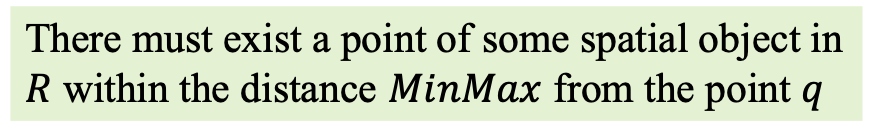 There must exist a point of some spatial object in
R within the distance MinMax from the point q